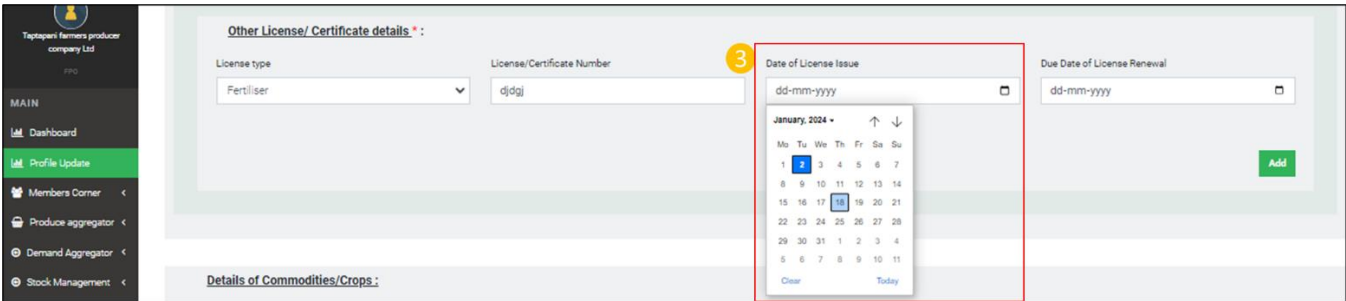 Taptapani farmers producer
company Ltd
FPO
MAIN
Dashboard
Profile Update
Members Corner
Produce aggregator
Demand Aggregator
Stock Management
Other License/ Certificate details * :
License type
License/Certificate Number
3
Date of License Issue
Due Date of License Renewal
Fertiliser
djdgj
dd-mm-yyyy
dd-mm-yyyy
January, 2024
Mo Tu We Th Fr Sa Su
1 2 3 4 5 6 7
8 9 10 11 12 13 14
15 16 17 18 19 20 21
22 23 24 25 26 27 28
29 30 31 1 2 3 4
5 6 7 8 9 10 11
Clear Today
Add
Details of Commodities/Crops :